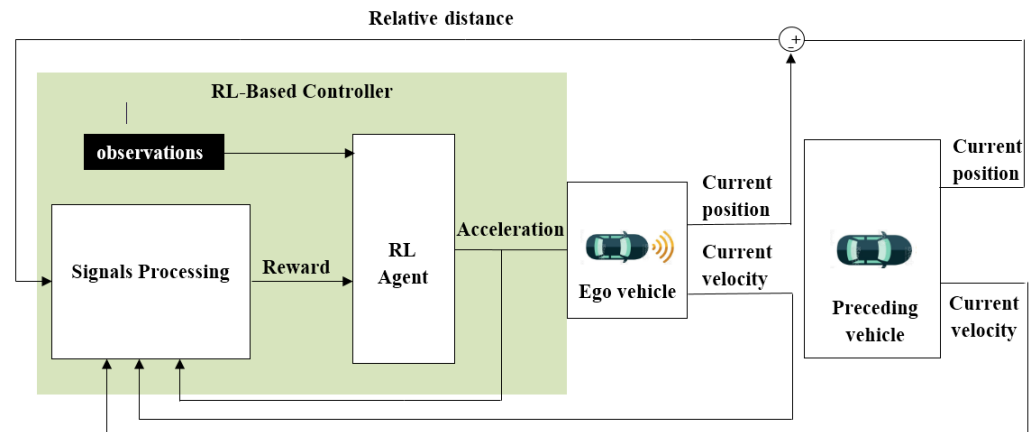 Relative distance
- +
RL-Based Controller
observations
Signals Processing
Reward
RL
Agent
Acceleration
Ego vehicle
Current
position
Current
velocity
Preceding
vehicle
Current
position
Current
velocity